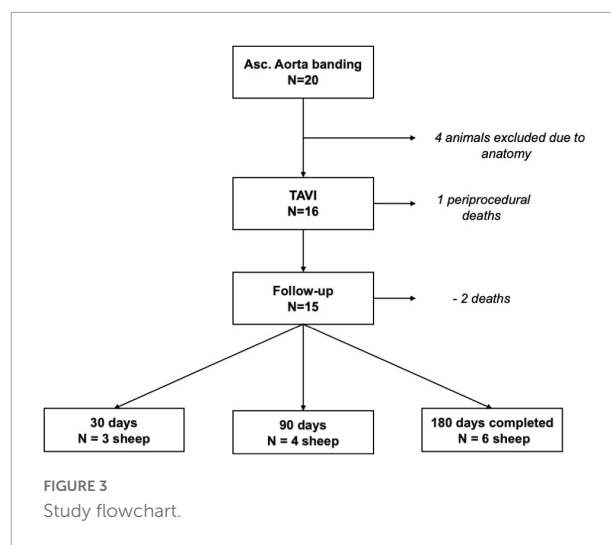 Asc. Aorta banding
N=20
4 animals excluded due to
anatomy
TAVI
N=16
1 periprocedural
deaths
Follow-up
N=15
- 2 deaths
30 days
N = 3 sheep
90 days
N = 4 sheep
180 days completed
N = 6 sheep
FIGURE 3
Study flowchart.